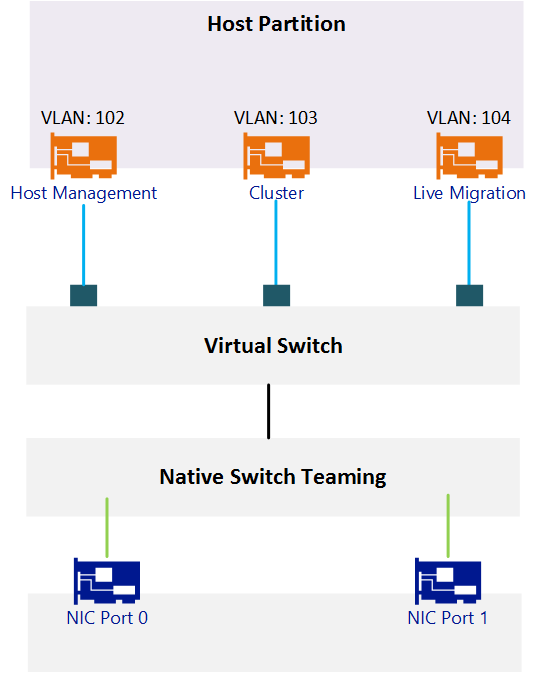 Host Partition
VLAN: 102
VLAN: 103
VLAN: 104
Host Management
Cluster
Live Migration
Virtual Switch
Native Switch Teaming
NIC Port 0
NIC Port 1